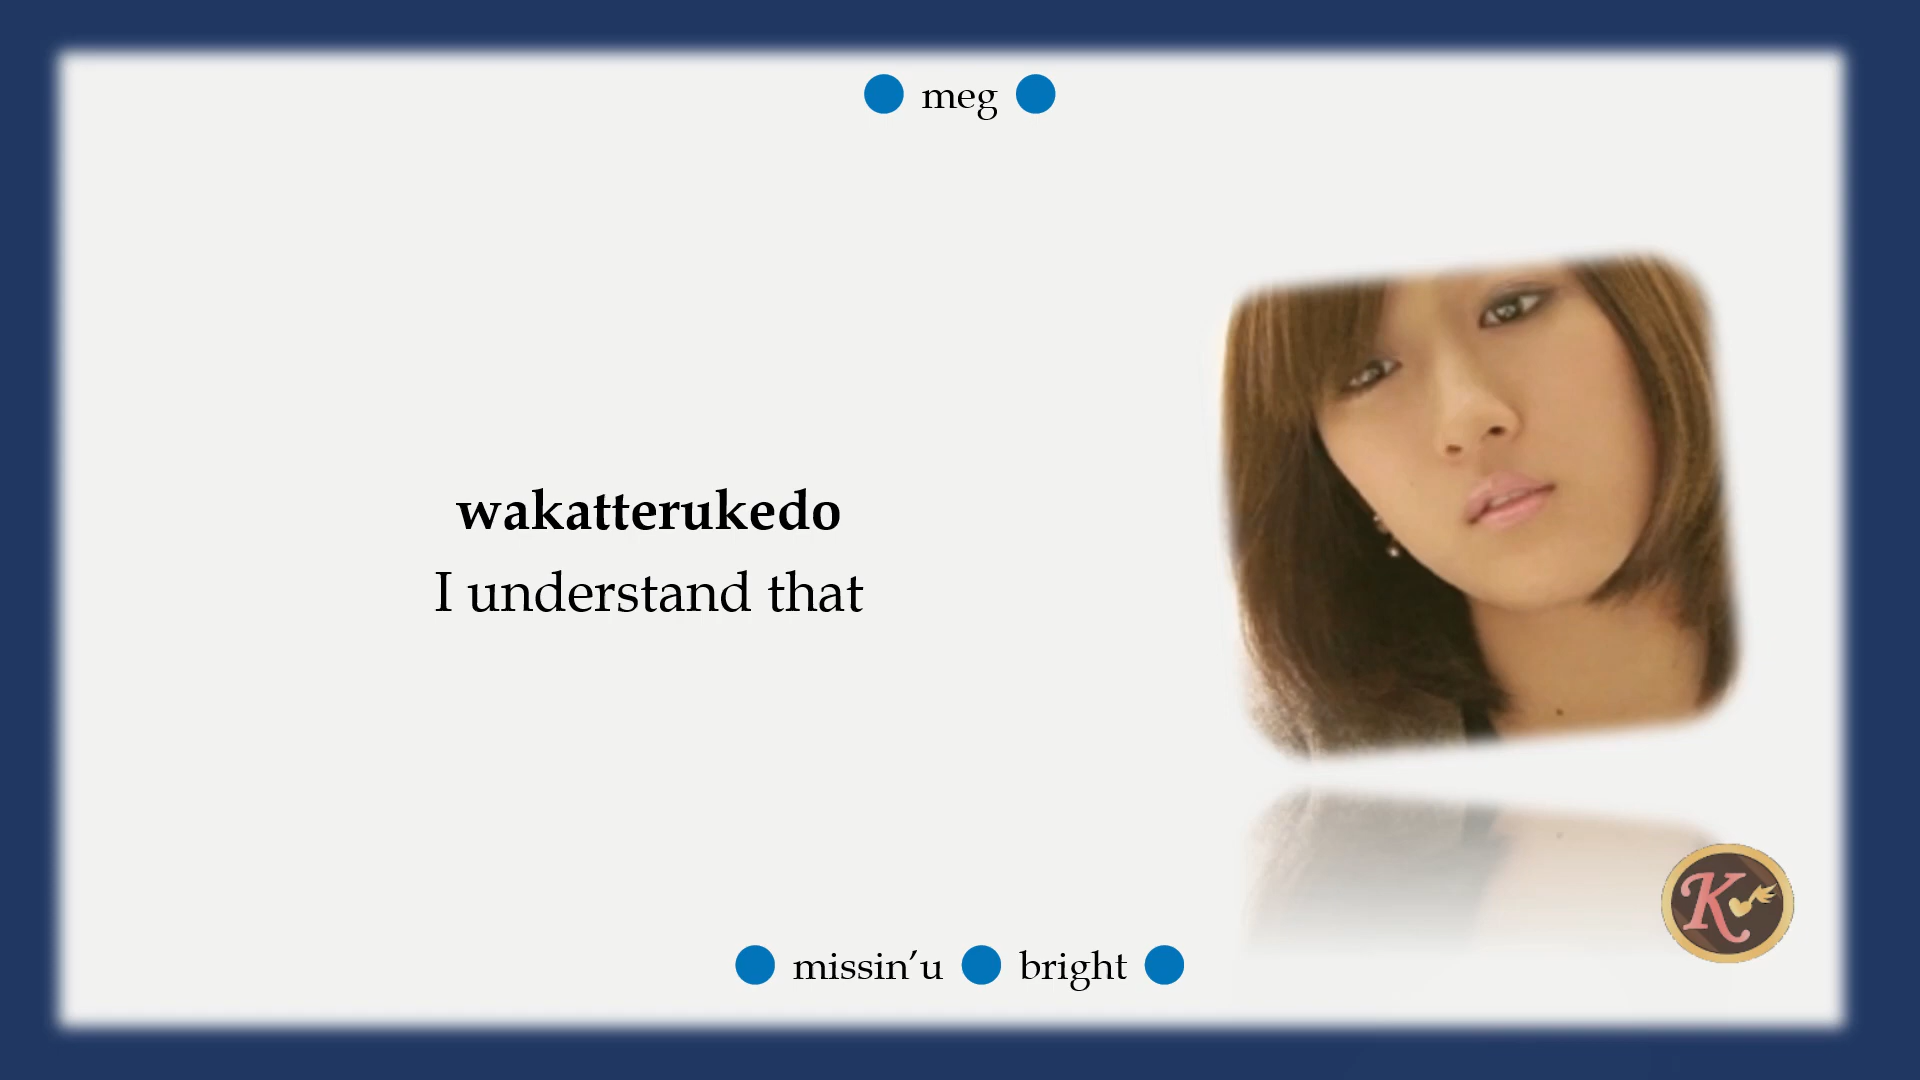 meg
wakatterukedo
I understand that
K
missin’u bright